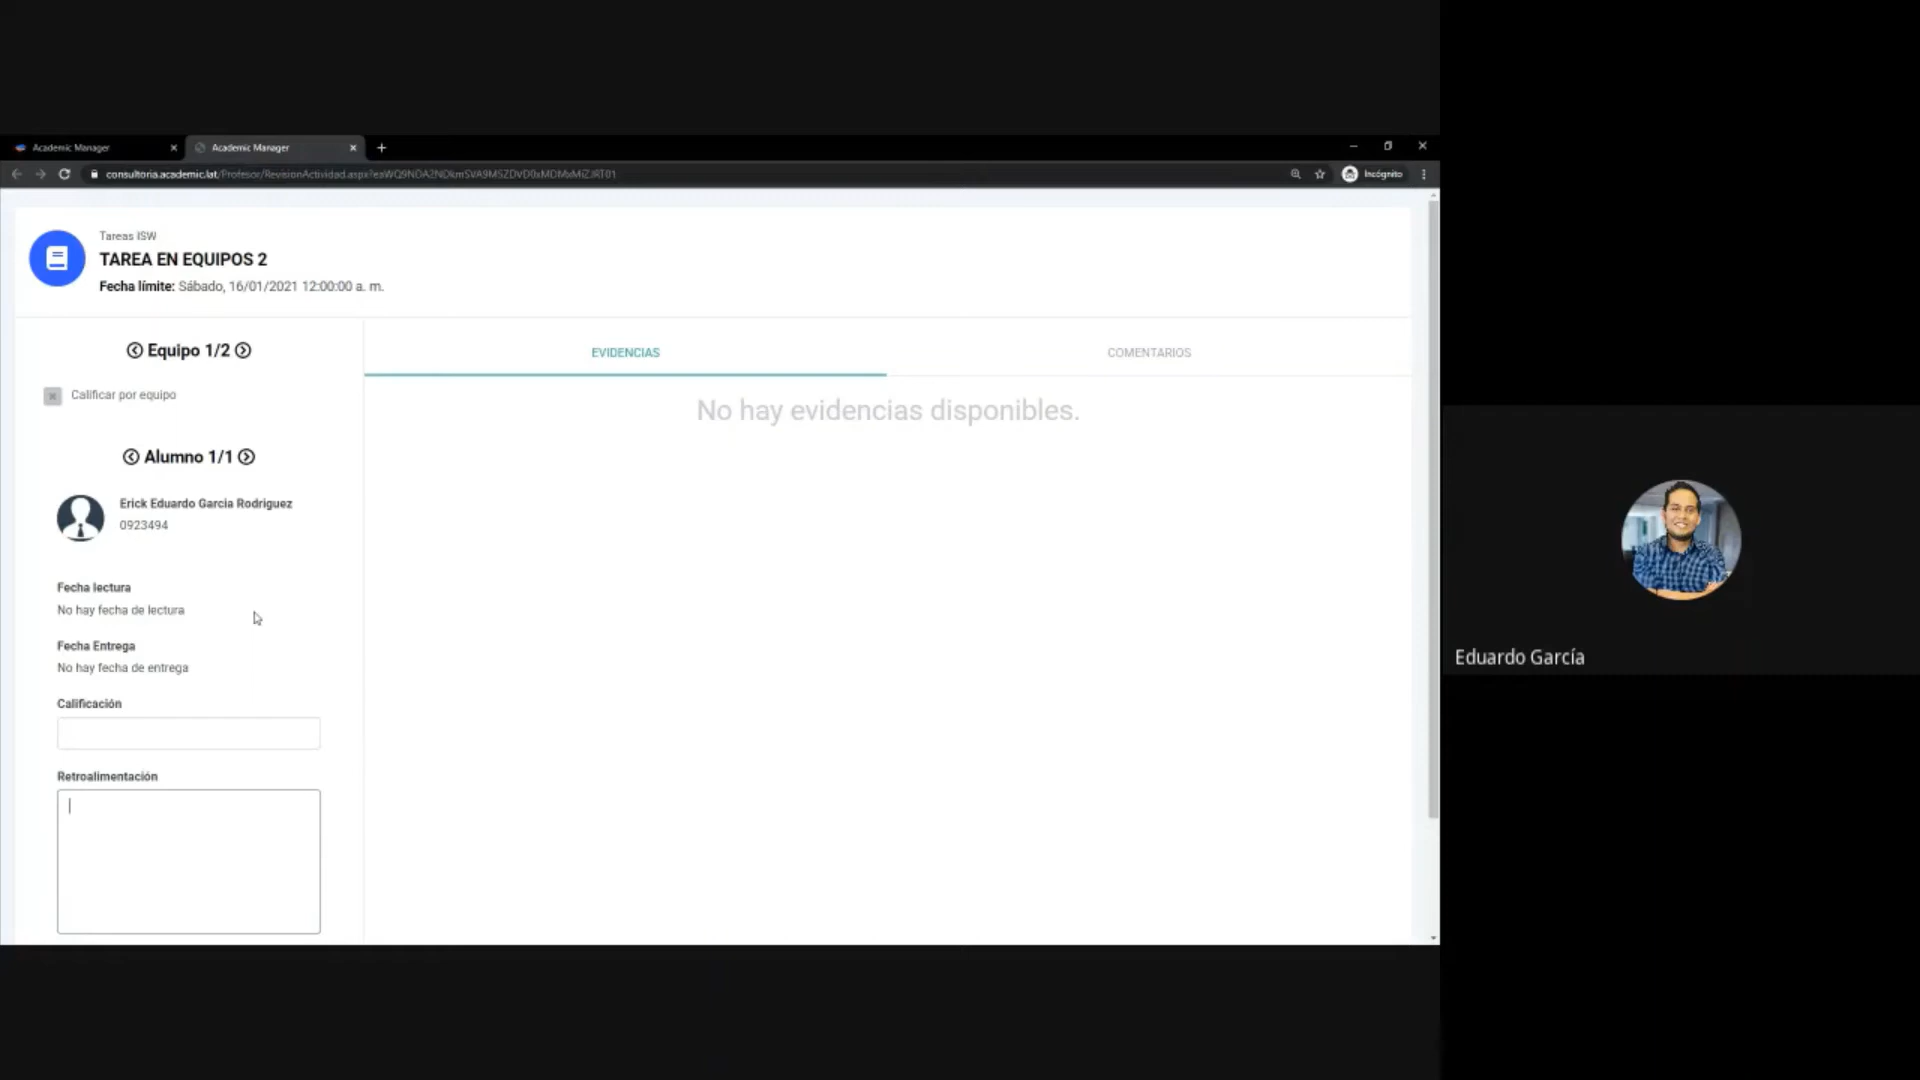 Academic Manager
Academic Manager
consultoria.academic.lat/Profesor/RevisionActividad.aspx
Incógnito
Tareas ISW
TAREA EN EQUIPOS 2
Fecha límite: Sábado, 16/01/2021 12:00:00 a. m.
Equipo 1/2
Calificar por equipo
Alumno 1/1
Erick Eduardo Garcia Rodriguez
0923494
Fecha lectura
No hay fecha de lectura
Fecha Entrega
No hay fecha de entrega
Calificación
Retroalimentación
EVIDENCIAS
COMENTARIOS
No hay evidencias disponibles.
Eduardo García